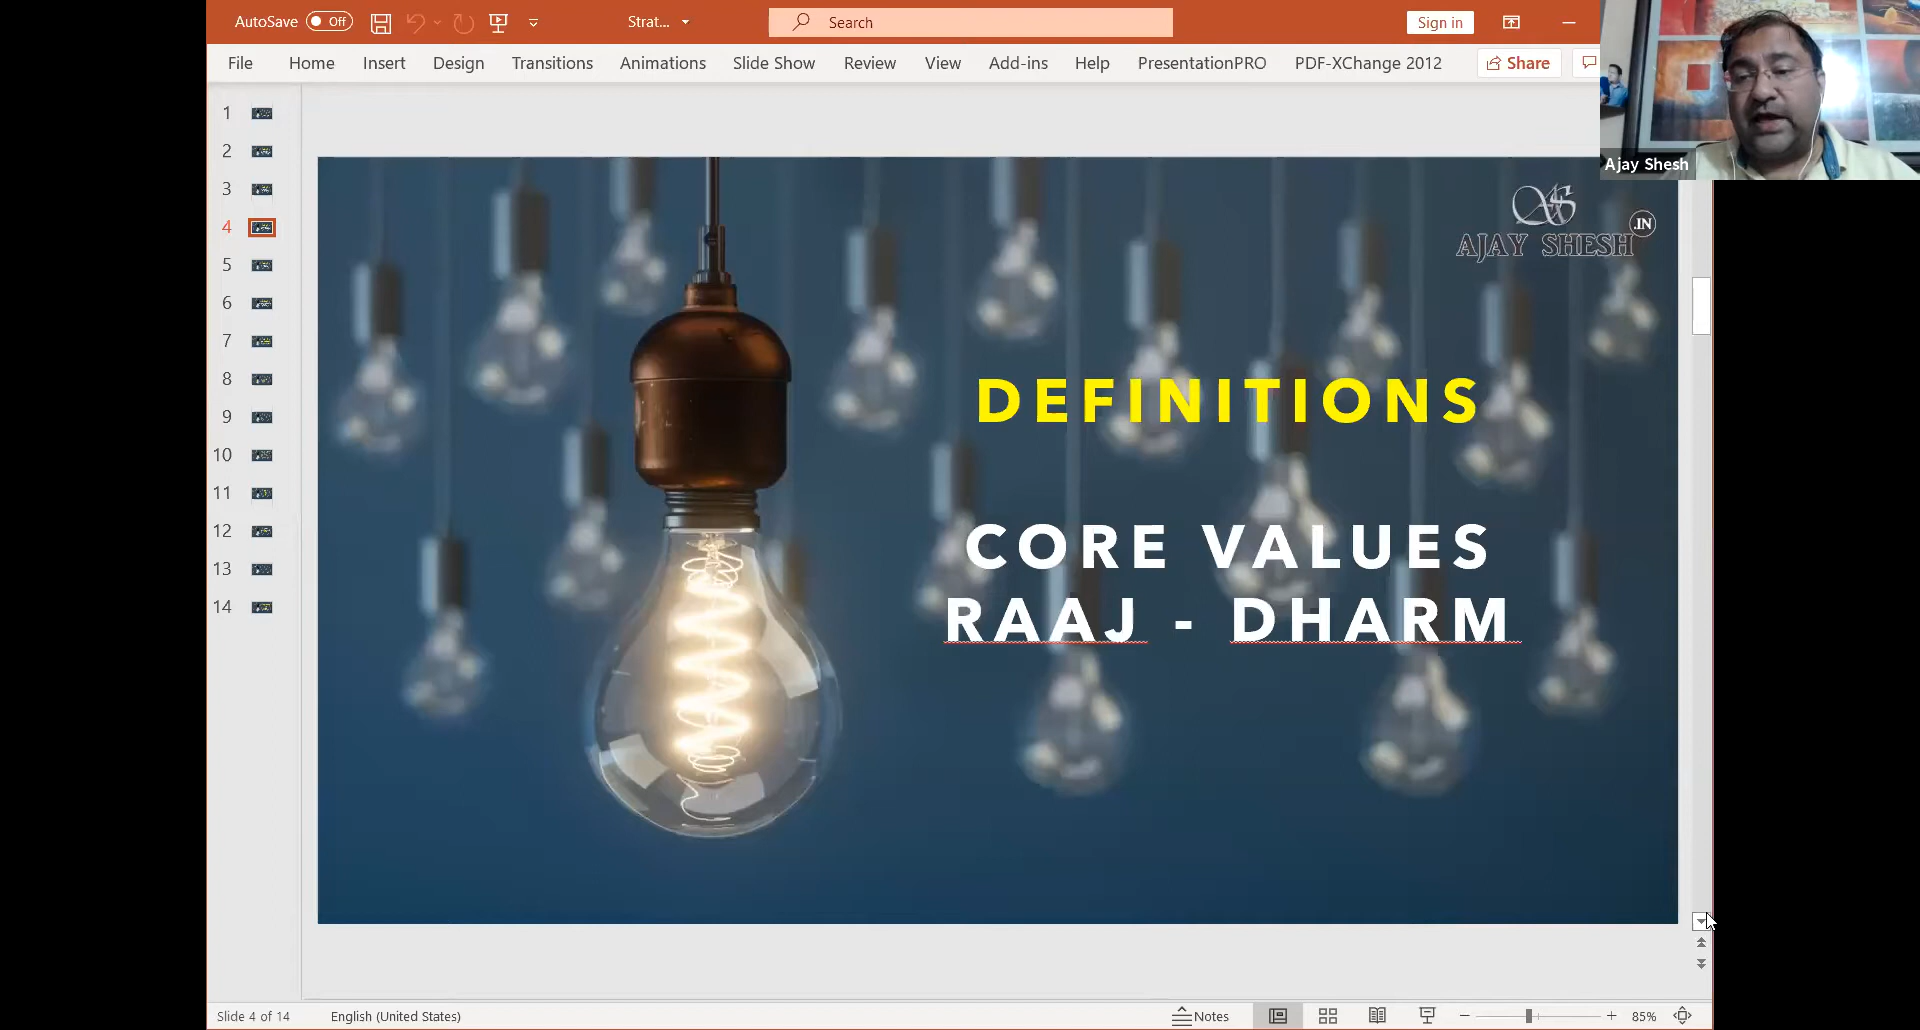 AutoSave Off Strat... Search Sign in
File Home Insert Design Transitions Animations Slide Show Review View Add-ins Help PresentationPRO PDF-XChange 2012 Share
Ajay Shesh
1
2
3
4
5
6
7
8
9
10
11
12
13
14
AS
.IN
AJAY SHESH
DEFINITIONS
CORE VALUES
RAAJ - DHARM
Slide 4 of 14 English (United States) Notes 85%